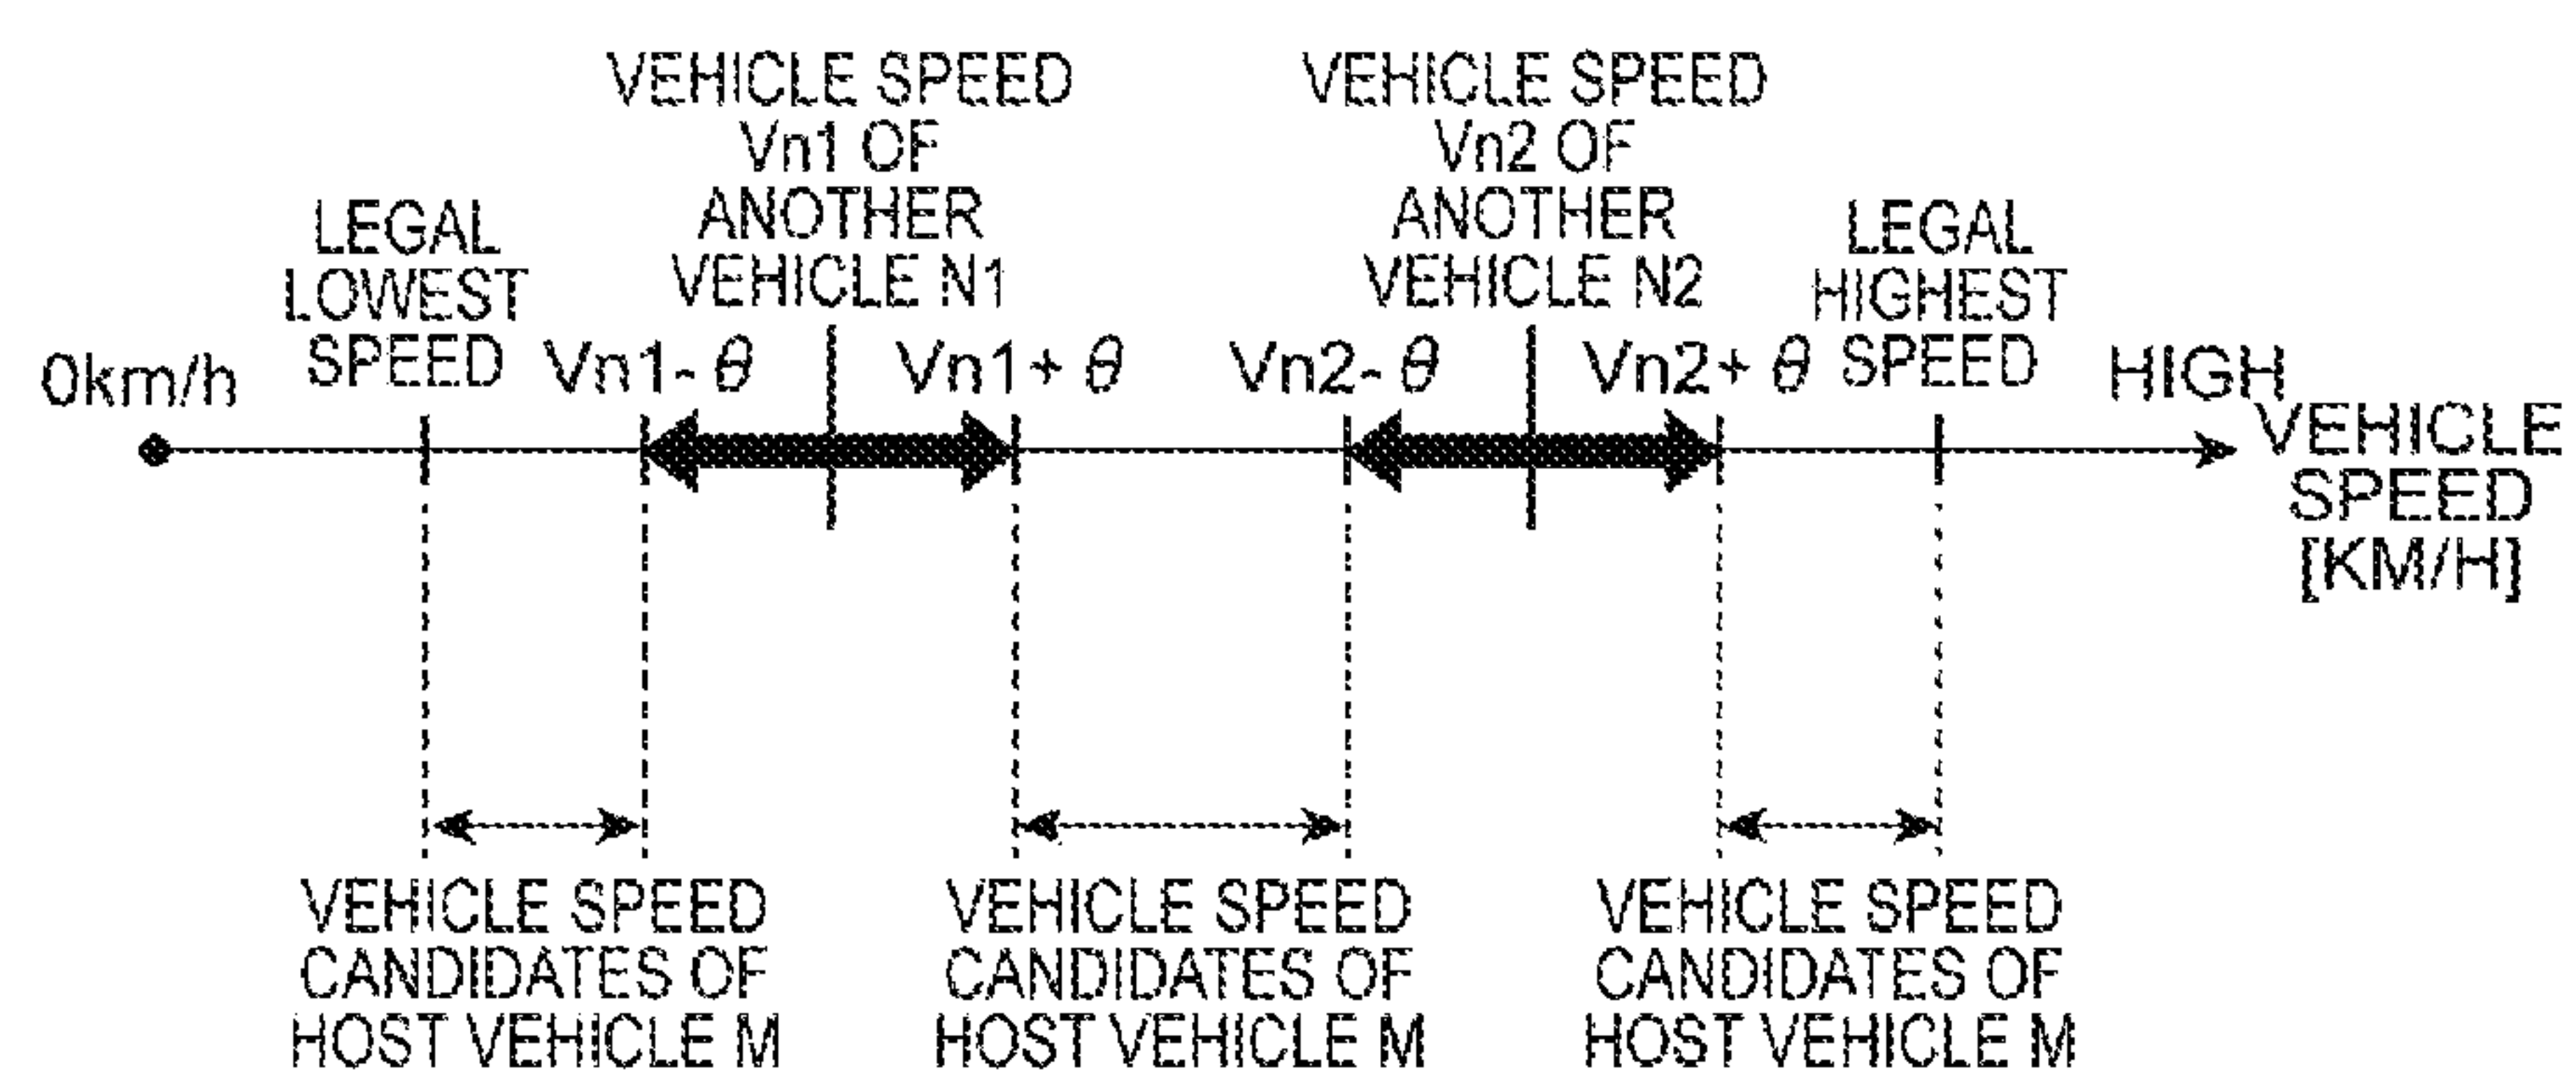 VEHICLE SPEED
Vn1 OF
ANOTHER
VEHICLE N1
VEHICLE SPEED
Vn2 OF
ANOTHER
VEHICLE N2
LEGAL
LOWEST
SPEED
LEGAL
HIGHEST
SPEED
0km/h
Vn1- θ
Vn1+ θ
Vn2- θ
Vn2+ θ
HIGH
VEHICLE
SPEED
[KM/H]
VEHICLE SPEED
CANDIDATES OF
HOST VEHICLE M
VEHICLE SPEED
CANDIDATES OF
HOST VEHICLE M
VEHICLE SPEED
CANDIDATES OF
HOST VEHICLE M